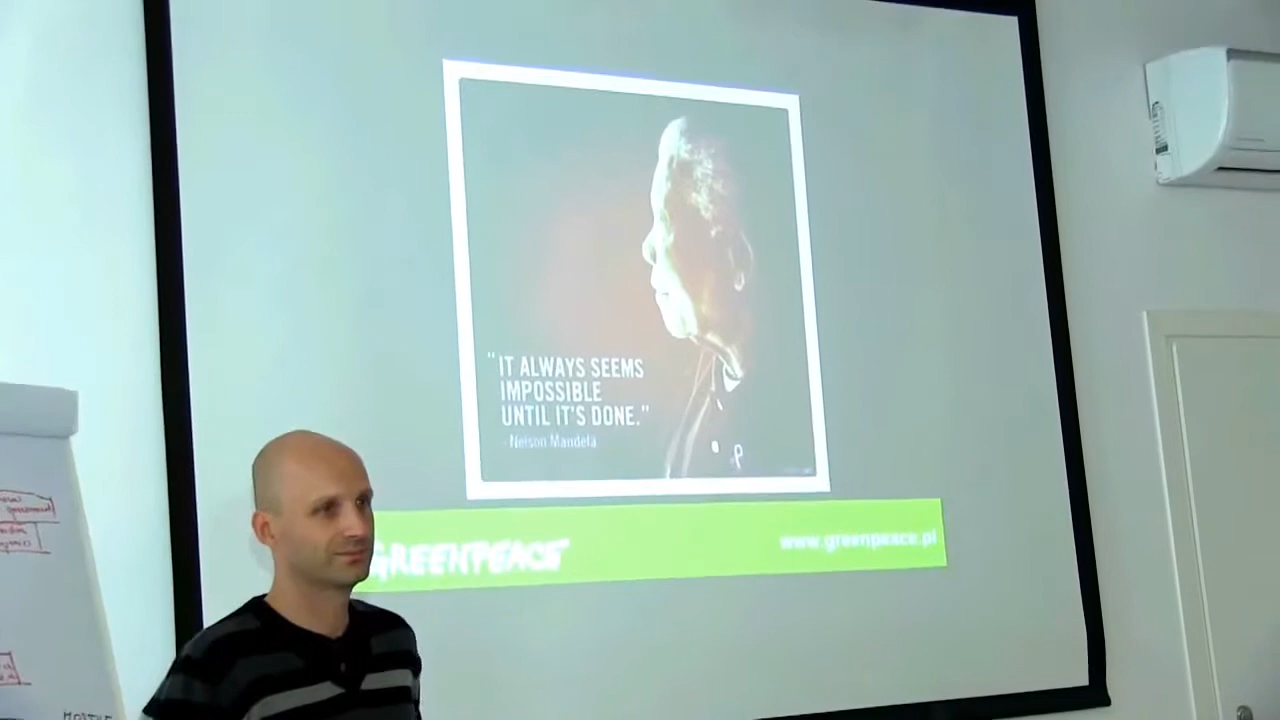 "IT ALWAYS SEEMS
IMPOSSIBLE
UNTIL IT'S DONE."
- Nelson Mandela
GREENPEACE
www.greenpeace.pl